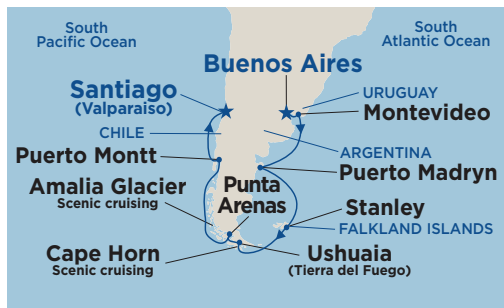 South
Pacific Ocean
South
Atlantic Ocean
Buenos Aires
Santiago
(Valparaiso)
URUGUAY
Montevideo
CHILE
ARGENTINA
Puerto Montt
Puerto Madryn
Amalia Glacier
Scenic cruising
Punta
Arenas
Stanley
FALKLAND ISLANDS
Cape Horn
Scenic cruising
Ushuaia
(Tierra del Fuego)